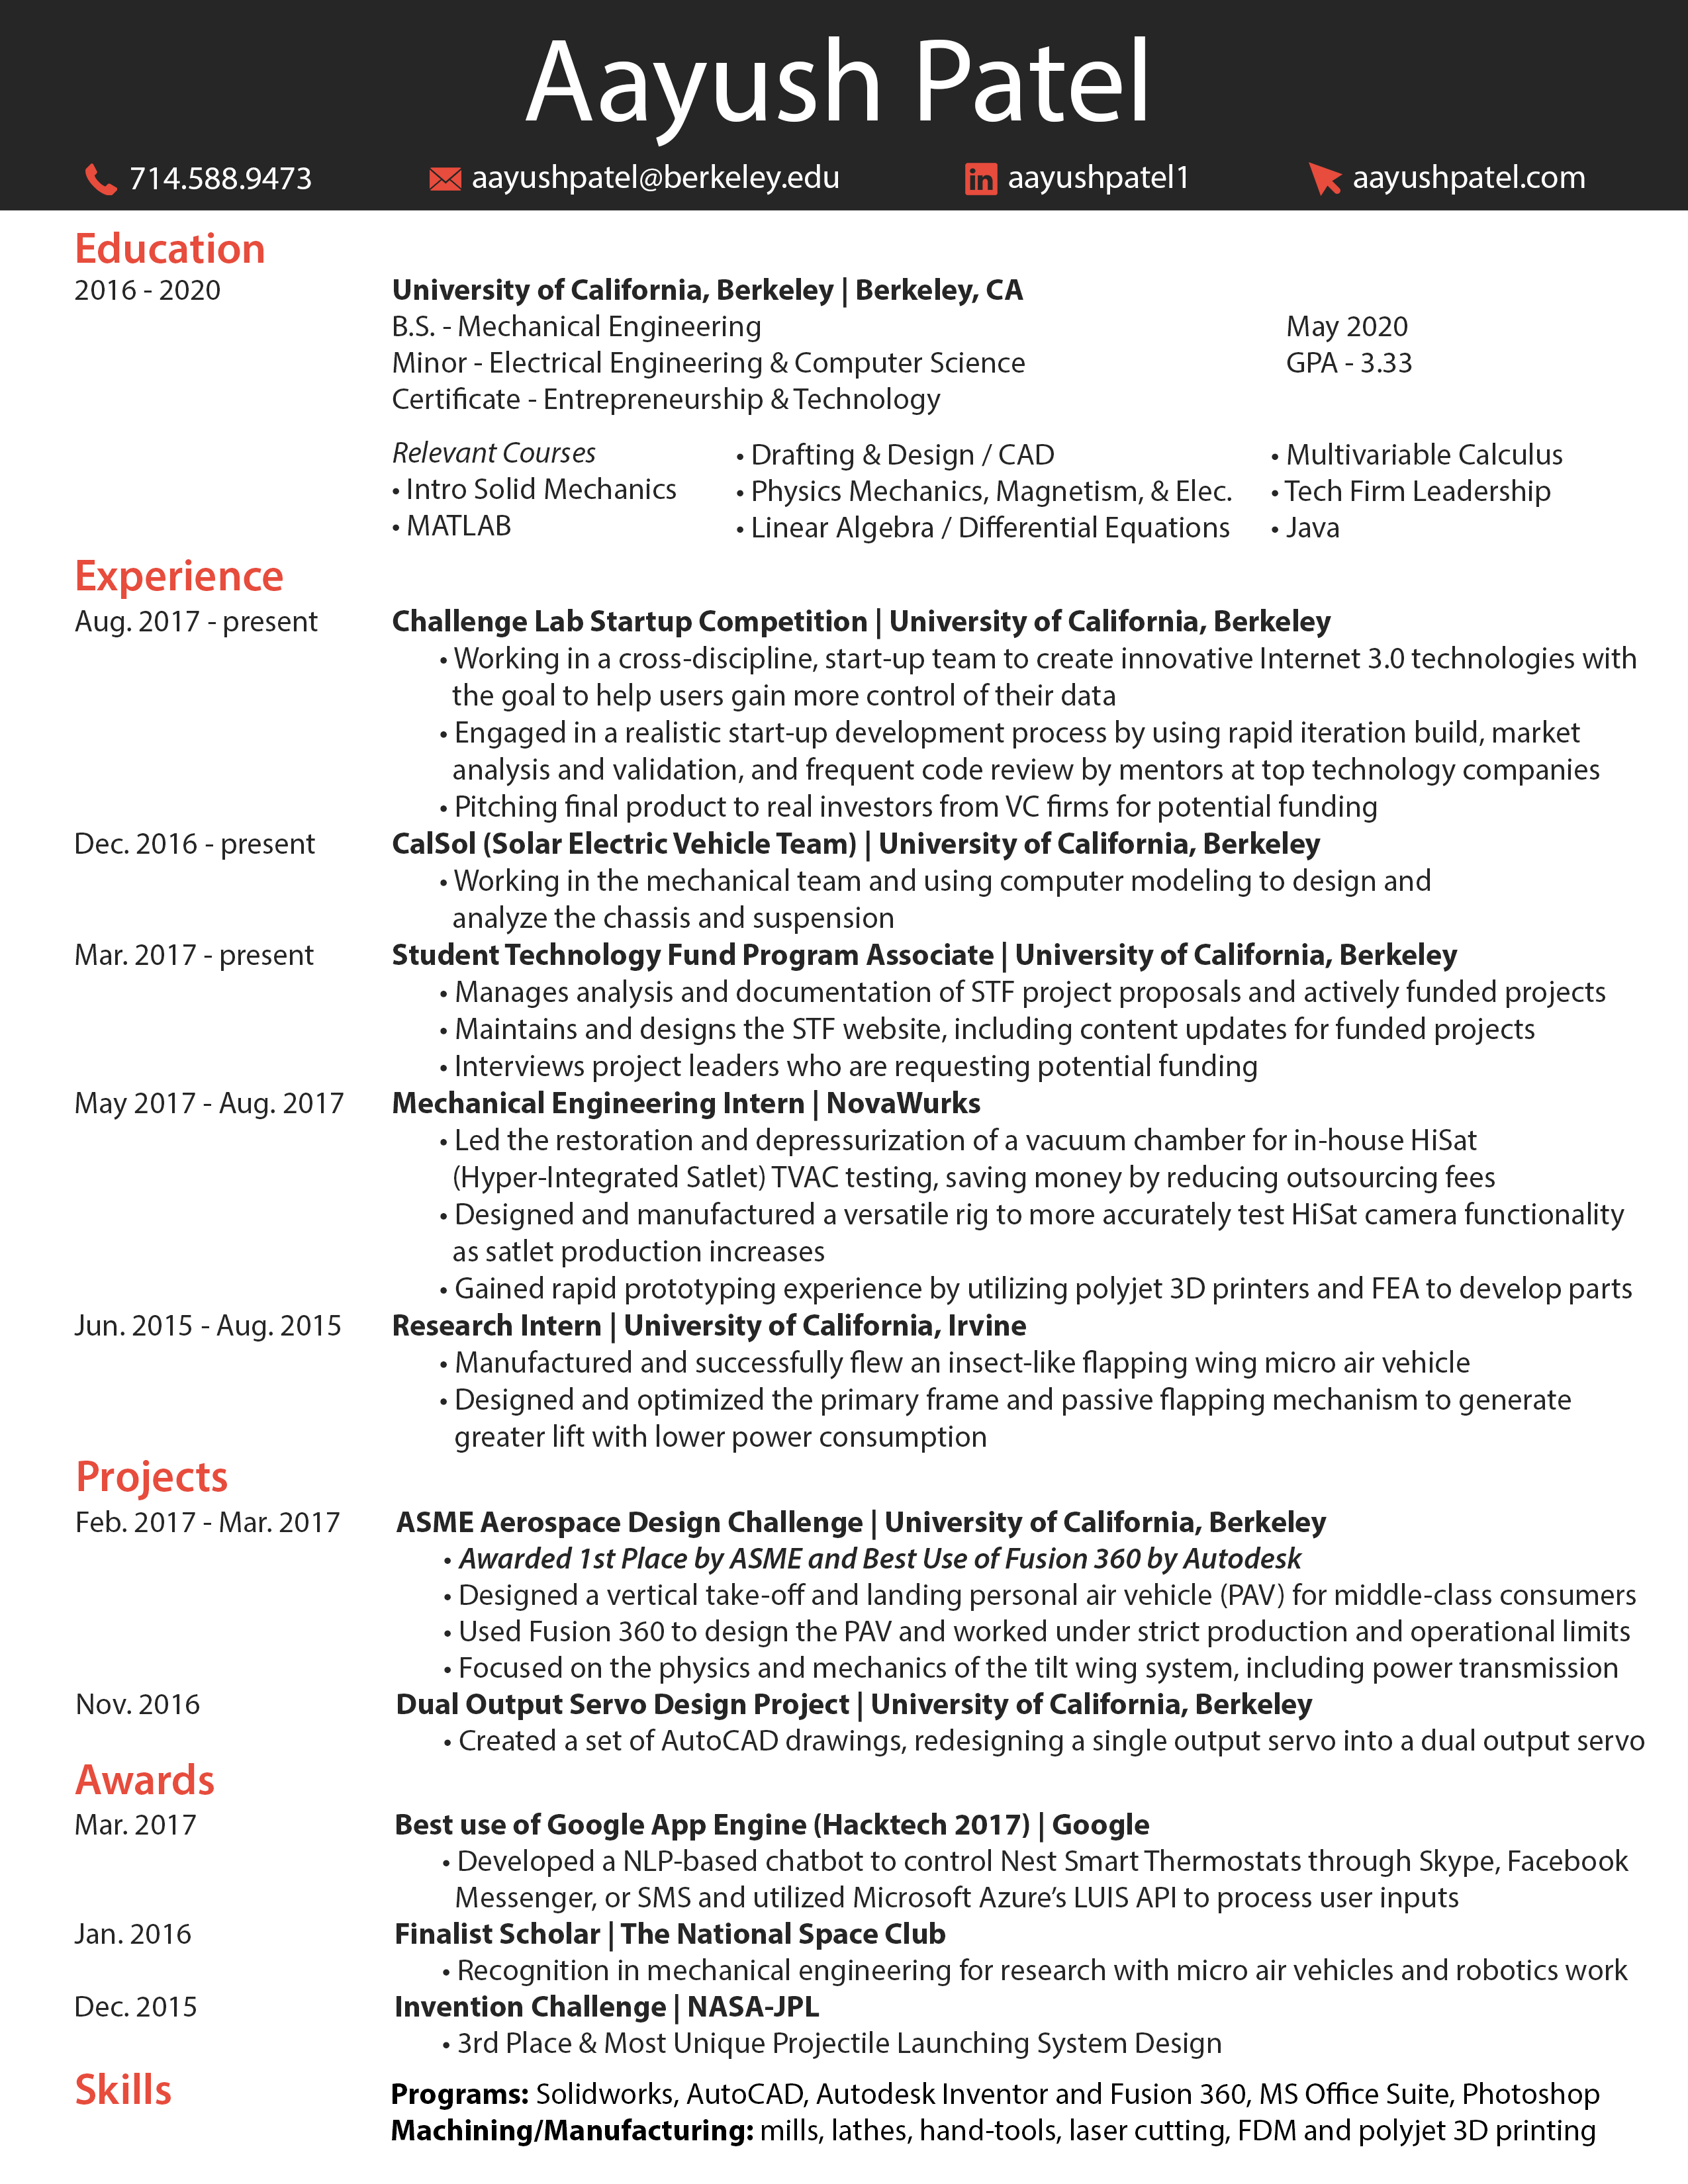 Aayush Patel
714.588.9473 aayushpatel@berkeley.edu in aayushpatel1 aayushpatel.com
Education
2016 - 2020 University of California, Berkeley | Berkeley, CA
B.S. - Mechanical Engineering May 2020
Minor - Electrical Engineering & Computer Science GPA - 3.33
Certificate - Entrepreneurship & Technology
Relevant Courses • Drafting & Design / CAD • Multivariable Calculus
• Intro Solid Mechanics • Physics Mechanics, Magnetism, & Elec. • Tech Firm Leadership
• MATLAB • Linear Algebra / Differential Equations • Java
Experience
Aug. 2017 - present Challenge Lab Startup Competition | University of California, Berkeley
• Working in a cross-discipline, start-up team to create innovative Internet 3.0 technologies with
the goal to help users gain more control of their data
• Engaged in a realistic start-up development process by using rapid iteration build, market
analysis and validation, and frequent code review by mentors at top technology companies
• Pitching final product to real investors from VC firms for potential funding
Dec. 2016 - present CalSol (Solar Electric Vehicle Team) | University of California, Berkeley
• Working in the mechanical team and using computer modeling to design and
analyze the chassis and suspension
Mar. 2017 - present Student Technology Fund Program Associate | University of California, Berkeley
• Manages analysis and documentation of STF project proposals and actively funded projects
• Maintains and designs the STF website, including content updates for funded projects
• Interviews project leaders who are requesting potential funding
May 2017 - Aug. 2017 Mechanical Engineering Intern | NovaWurks
• Led the restoration and depressurization of a vacuum chamber for in-house HiSat
(Hyper-Integrated Satlet) TVAC testing, saving money by reducing outsourcing fees
• Designed and manufactured a versatile rig to more accurately test HiSat camera functionality
as satlet production increases
• Gained rapid prototyping experience by utilizing polyjet 3D printers and FEA to develop parts
Jun. 2015 - Aug. 2015 Research Intern | University of California, Irvine
• Manufactured and successfully flew an insect-like flapping wing micro air vehicle
• Designed and optimized the primary frame and passive flapping mechanism to generate
greater lift with lower power consumption
Projects
Feb. 2017 - Mar. 2017 ASME Aerospace Design Challenge | University of California, Berkeley
• Awarded 1st Place by ASME and Best Use of Fusion 360 by Autodesk
• Designed a vertical take-off and landing personal air vehicle (PAV) for middle-class consumers
• Used Fusion 360 to design the PAV and worked under strict production and operational limits
• Focused on the physics and mechanics of the tilt wing system, including power transmission
Nov. 2016 Dual Output Servo Design Project | University of California, Berkeley
• Created a set of AutoCAD drawings, redesigning a single output servo into a dual output servo
Awards
Mar. 2017 Best use of Google App Engine (Hacktech 2017) | Google
• Developed a NLP-based chatbot to control Nest Smart Thermostats through Skype, Facebook
Messenger, or SMS and utilized Microsoft Azure’s LUIS API to process user inputs
Jan. 2016 Finalist Scholar | The National Space Club
• Recognition in mechanical engineering for research with micro air vehicles and robotics work
Dec. 2015 Invention Challenge | NASA-JPL
• 3rd Place & Most Unique Projectile Launching System Design
Skills Programs: Solidworks, AutoCAD, Autodesk Inventor and Fusion 360, MS Office Suite, Photoshop
Machining/Manufacturing: mills, lathes, hand-tools, laser cutting, FDM and polyjet 3D printing